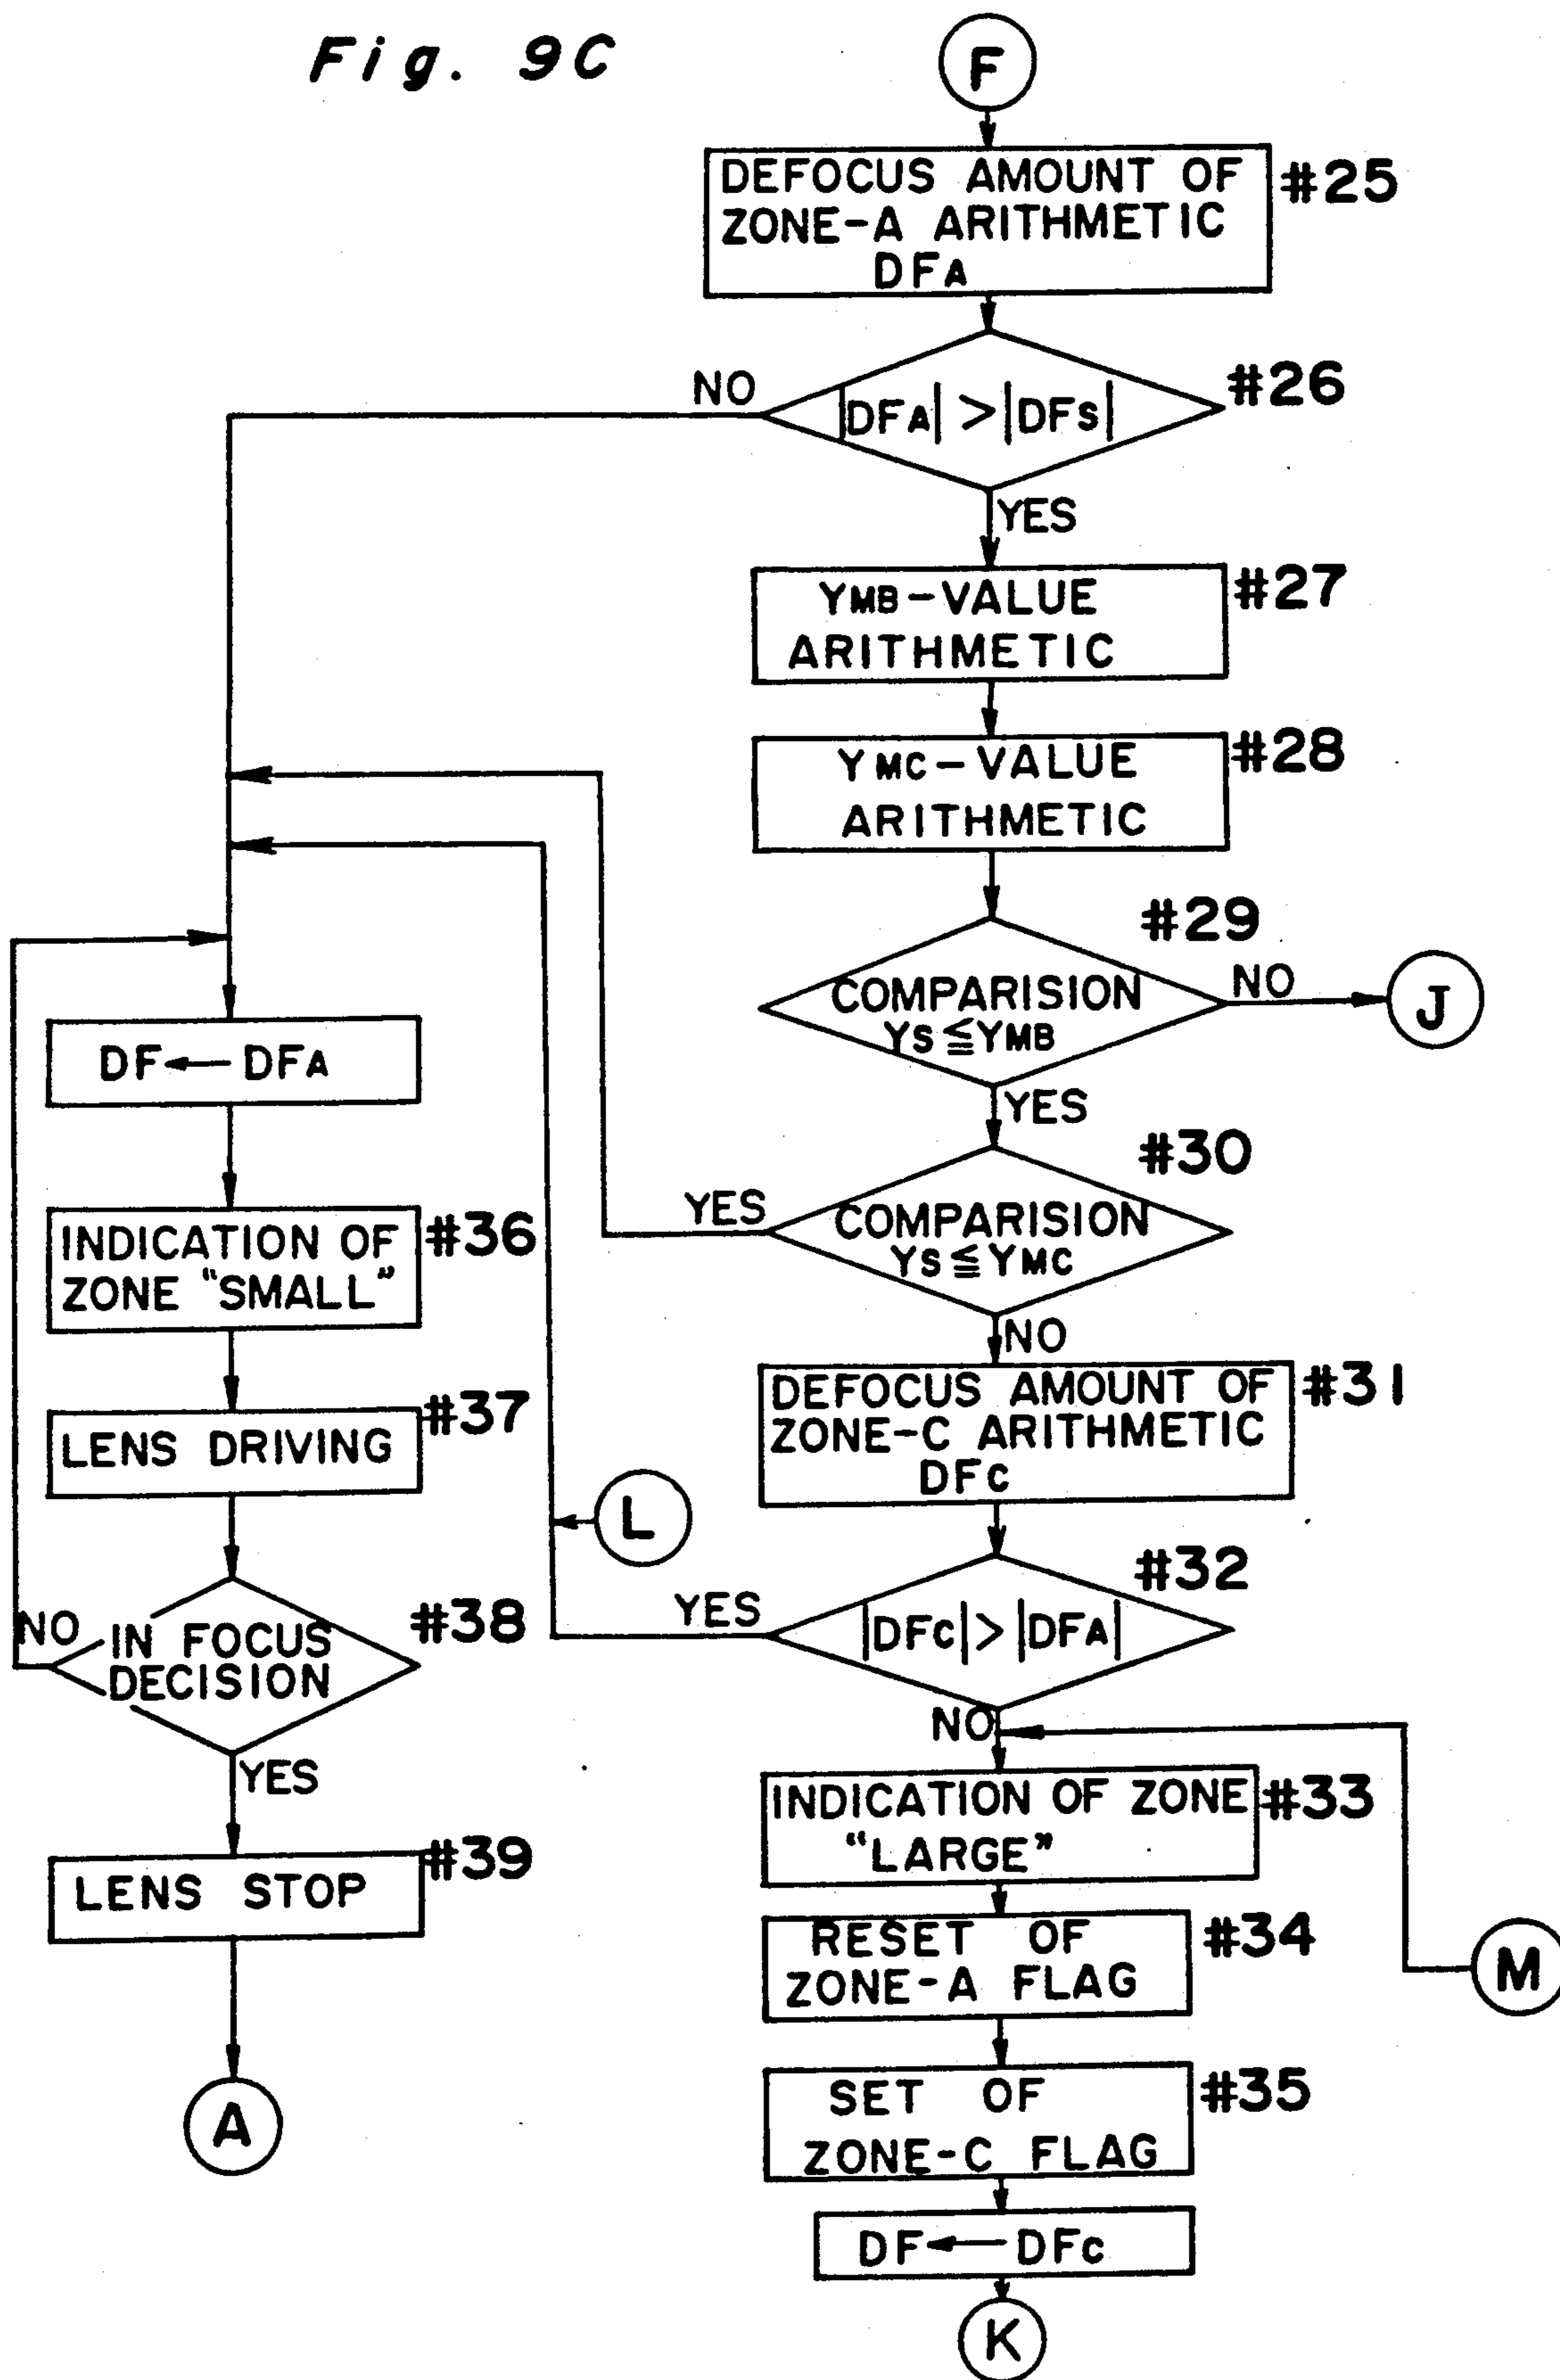 Fig. 9C
F
DEFOCUS AMOUNT OF
ZONE-A ARITHMETIC
DFA
#25
|DFA| > |DFS|
#26
NO
YES
YMB-VALUE
ARITHMETIC
#27
YMC-VALUE
ARITHMETIC
#28
#29
COMPARISION
YS≦YMB
NO
J
YES
#30
COMPARISION
YS≦YMC
YES
NO
DEFOCUS AMOUNT OF
ZONE-C ARITHMETIC
DFC
#31
#32
|DFC| > |DFA|
YES
L
NO
INDICATION OF ZONE
"LARGE"
#33
RESET OF
ZONE-A FLAG
#34
M
SET OF
ZONE-C FLAG
#35
DF ← DFC
K
DF ← DFA
INDICATION OF
ZONE "SMALL"
#36
LENS DRIVING
#37
IN FOCUS
DECISION
#38
NO
YES
LENS STOP
#39
A